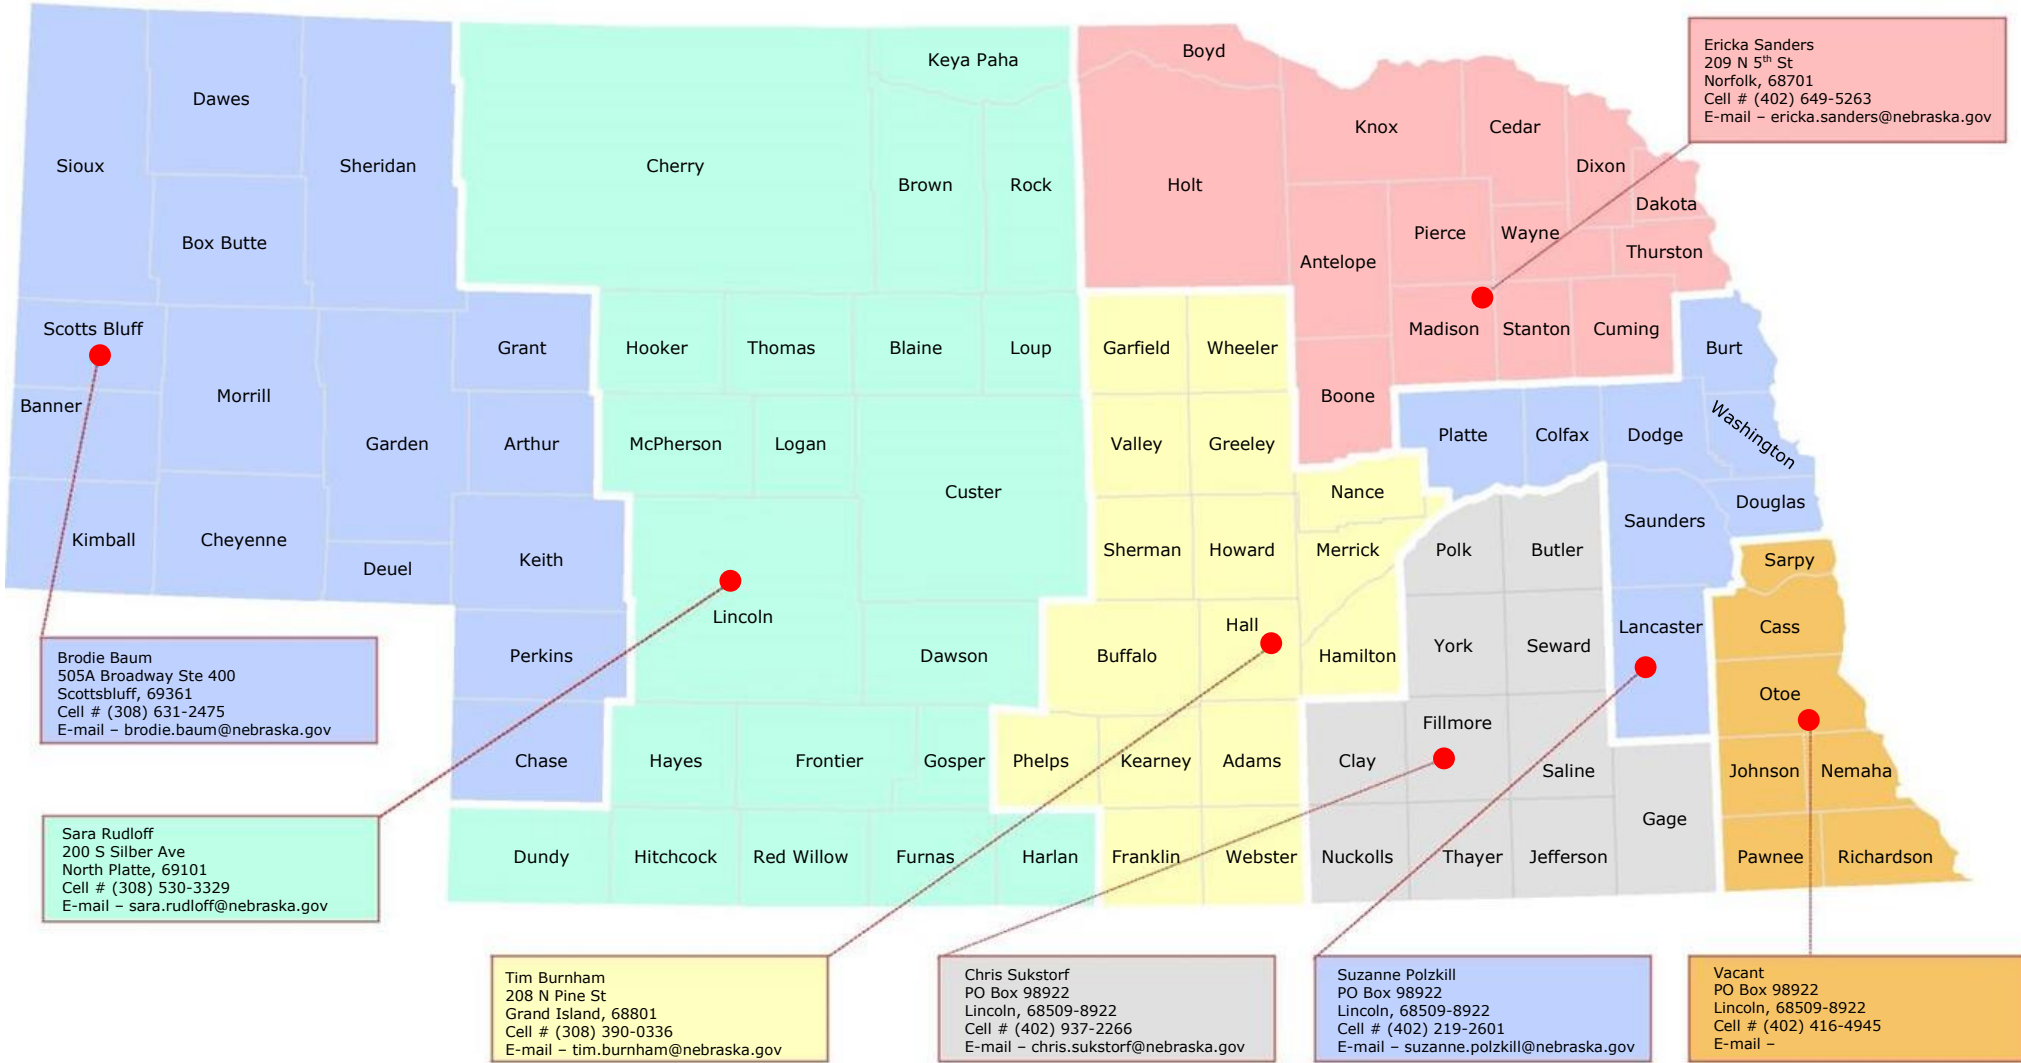 Boyd
Keya Paha
Dawes
Knox
Cedar
Sioux
Sheridan
Cherry
Brown
Rock
Holt
Dixon
Dakota
Box Butte
Pierce
Wayne
Antelope
Thurston
Scotts Bluff
Grant
Hooker
Thomas
Blaine
Loup
Garfield
Wheeler
Madison
Stanton
Cuming
Burt
Banner
Morrill
Boone
Garden
Arthur
McPherson
Logan
Valley
Greeley
Platte
Colfax
Dodge
Washington
Custer
Nance
Kimball
Cheyenne
Deuel
Keith
Sherman
Howard
Merrick
Polk
Butler
Saunders
Douglas
Sarpy
Lincoln
Hall
Lancaster
Cass
Perkins
Dawson
Buffalo
Hamilton
York
Seward
Otoe
Chase
Hayes
Frontier
Gosper
Phelps
Kearney
Adams
Clay
Fillmore
Saline
Johnson
Nemaha
Dundy
Hitchcock
Red Willow
Furnas
Harlan
Franklin
Webster
Nuckolls
Thayer
Jefferson
Gage
Pawnee
Richardson
Ericka Sanders
209 N 5th St
Norfolk, 68701
Cell # (402) 649-5263
E-mail – ericka.sanders@nebraska.gov
Brodie Baum
505A Broadway Ste 400
Scottsbluff, 69361
Cell # (308) 631-2475
E-mail – brodie.baum@nebraska.gov
Sara Rudloff
200 S Silber Ave
North Platte, 69101
Cell # (308) 530-3329
E-mail – sara.rudloff@nebraska.gov
Tim Burnham
208 N Pine St
Grand Island, 68801
Cell # (308) 390-0336
E-mail – tim.burnham@nebraska.gov
Chris Sukstorf
PO Box 98922
Lincoln, 68509-8922
Cell # (402) 937-2266
E-mail – chris.sukstorf@nebraska.gov
Suzanne Polzkill
PO Box 98922
Lincoln, 68509-8922
Cell # (402) 219-2601
E-mail – suzanne.polzkill@nebraska.gov
Vacant
PO Box 98922
Lincoln, 68509-8922
Cell # (402) 416-4945
E-mail –